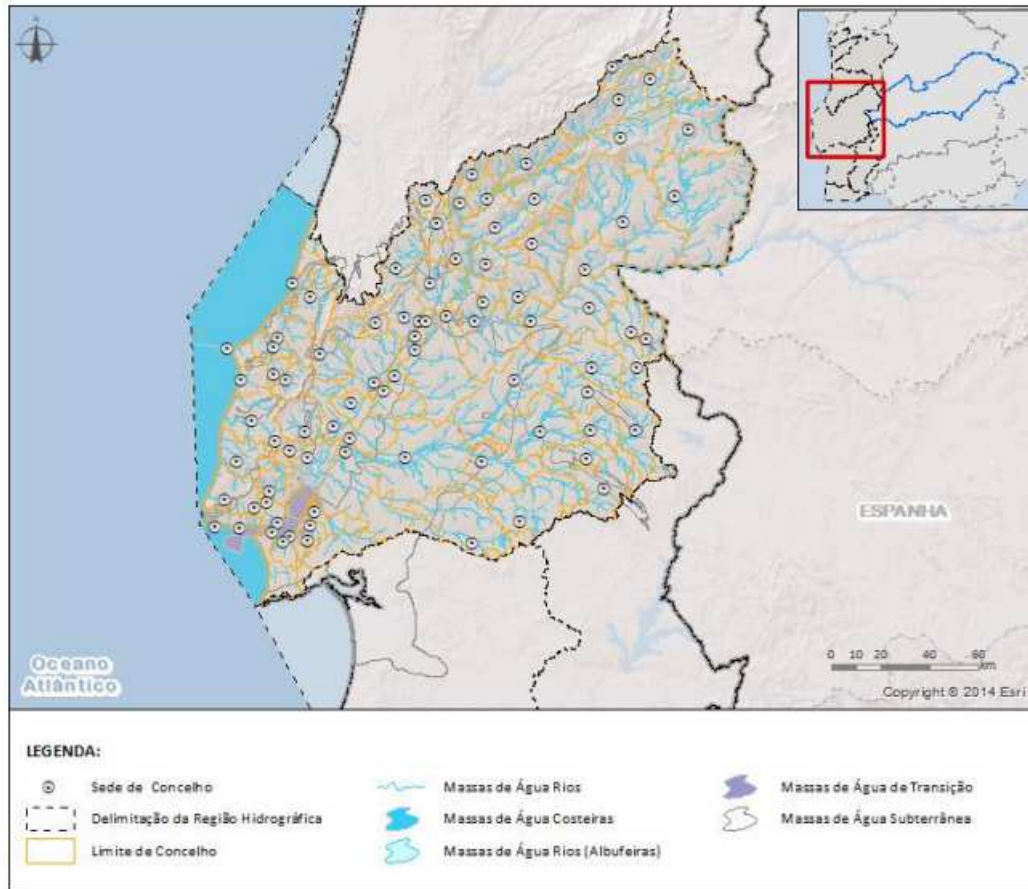 ESPANHA
Oceano
Atlântico
0 10 20 40 60
km
Copyright © 2014 Esri
LEGENDA:
Sede de Concelho
Delimitação da Região Hidrográfica
Limite de Concelho
Massas de Água Rios
Massas de Água Costeiras
Massas de Água Rios (Albufeiras)
Massas de Água de Transição
Massas de Água Subterrânea